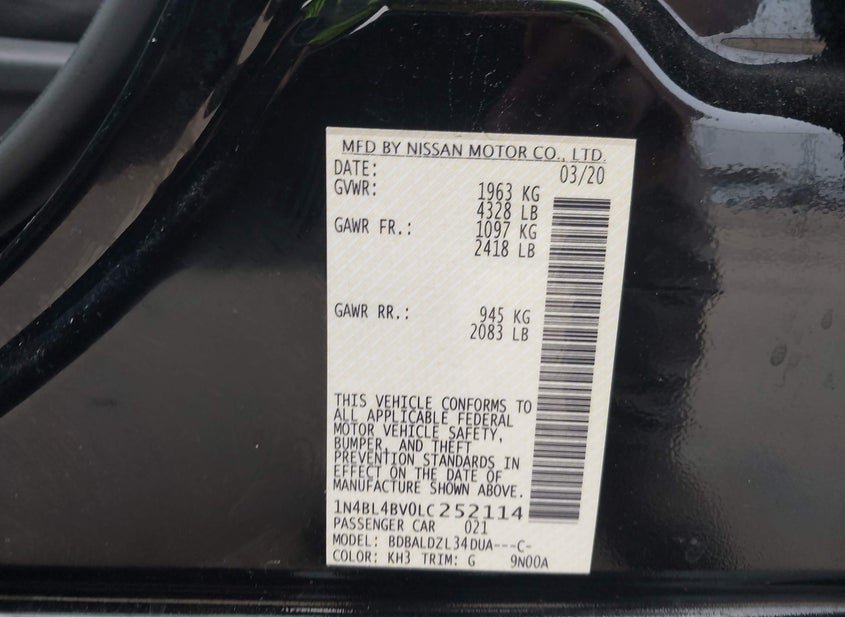 MFD BY NISSAN MOTOR CO., LTD.
DATE: 03/20
GVWR: 1963 KG
4328 LB
GAWR FR.: 1097 KG
2418 LB
GAWR RR.: 945 KG
2083 LB
THIS VEHICLE CONFORMS TO
ALL APPLICABLE FEDERAL
MOTOR VEHICLE SAFETY,
BUMPER, AND THEFT
PREVENTION STANDARDS IN
EFFECT ON THE DATE OF
MANUFACTURE SHOWN ABOVE.
1N4BL4BV0LC252114
PASSENGER CAR 021
MODEL: BDBALDZL34DUA---C-
COLOR: KH3 TRIM: G 9N00A